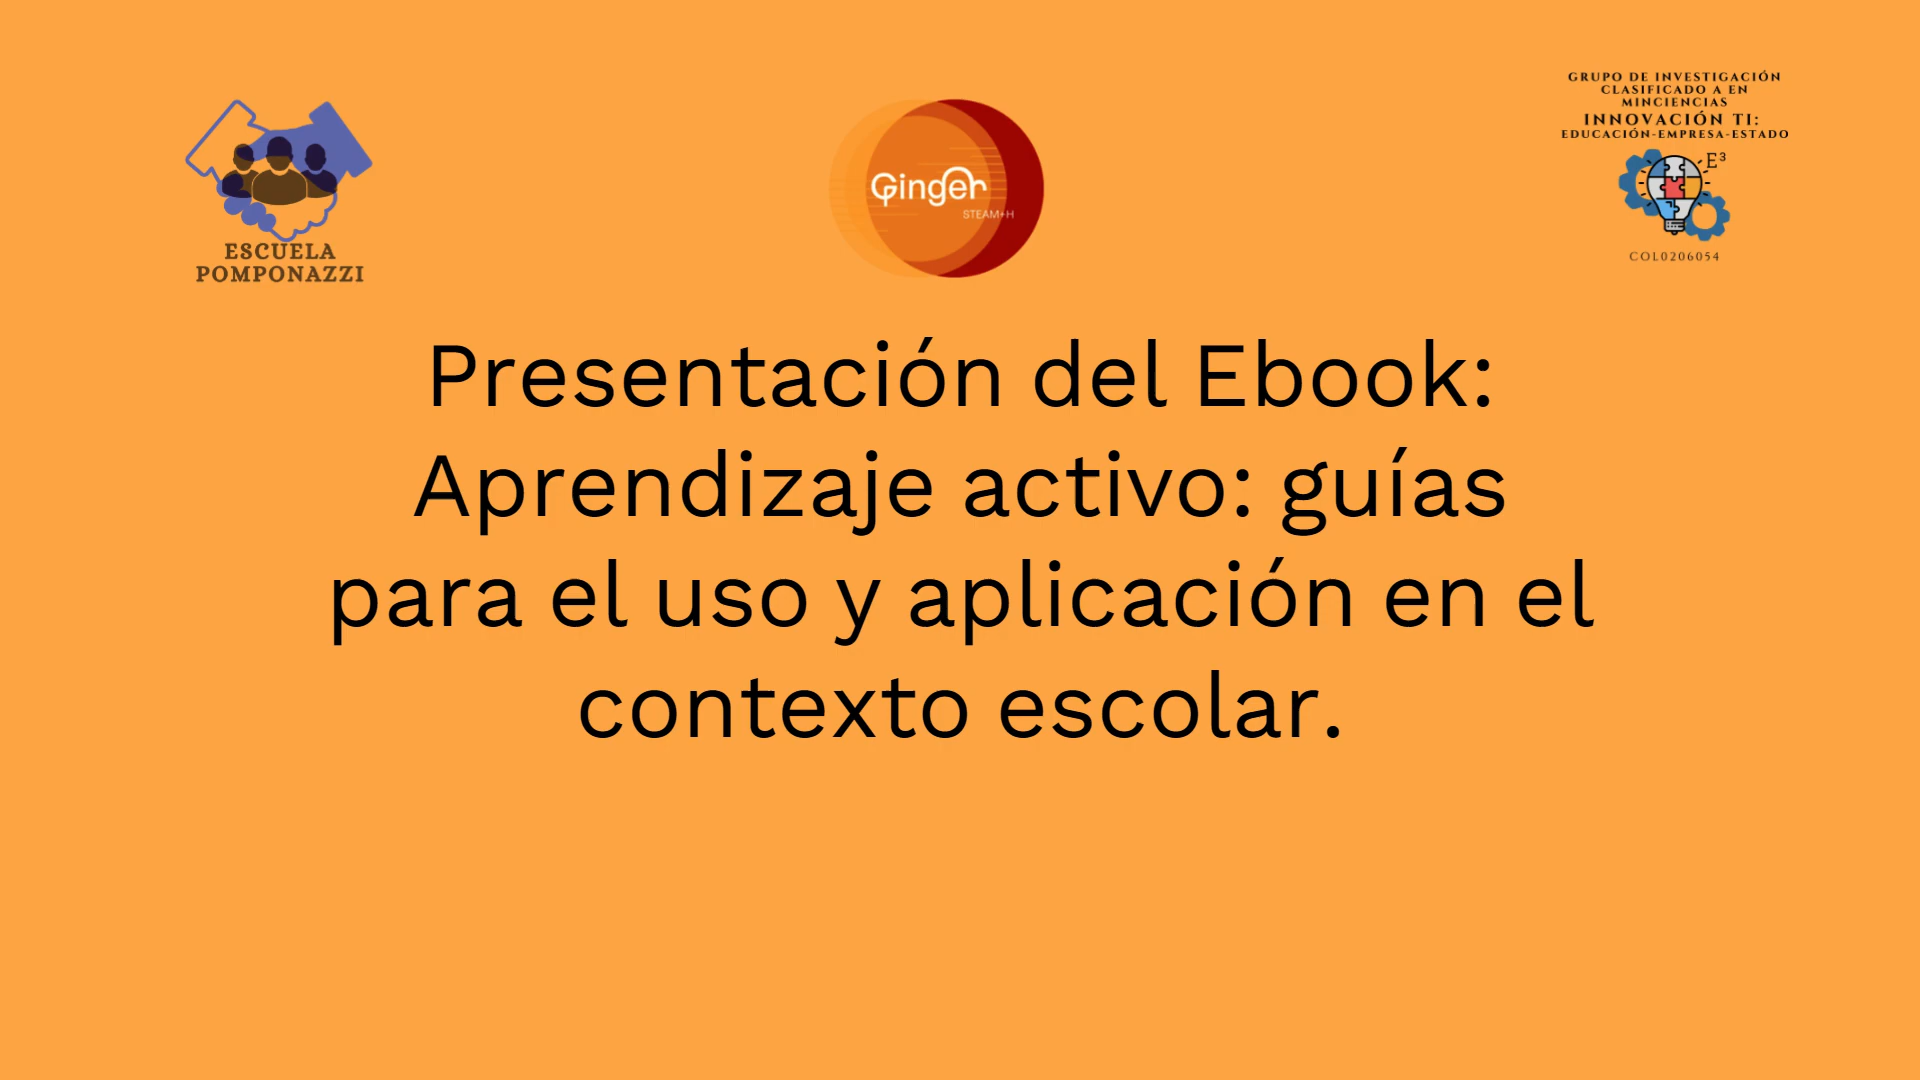 ESCUELA
POMPONAZZI
Ginger
STEAM+H
GRUPO DE INVESTIGACIÓN
CLASIFICADO A EN
MINCIENCIAS
INNOVACIÓN TI:
EDUCACIÓN-EMPRESA-ESTADO
E³
COL0206054
Presentación del Ebook:
Aprendizaje activo: guías
para el uso y aplicación en el
contexto escolar.